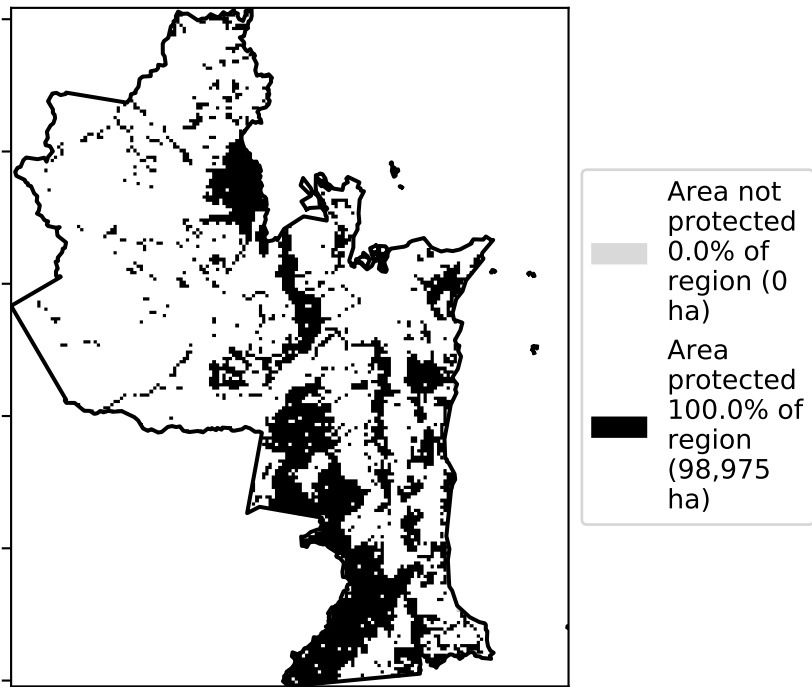 Area not
protected
0.0% of
region (0
ha)
Area
protected
100.0% of
region
(98,975
ha)